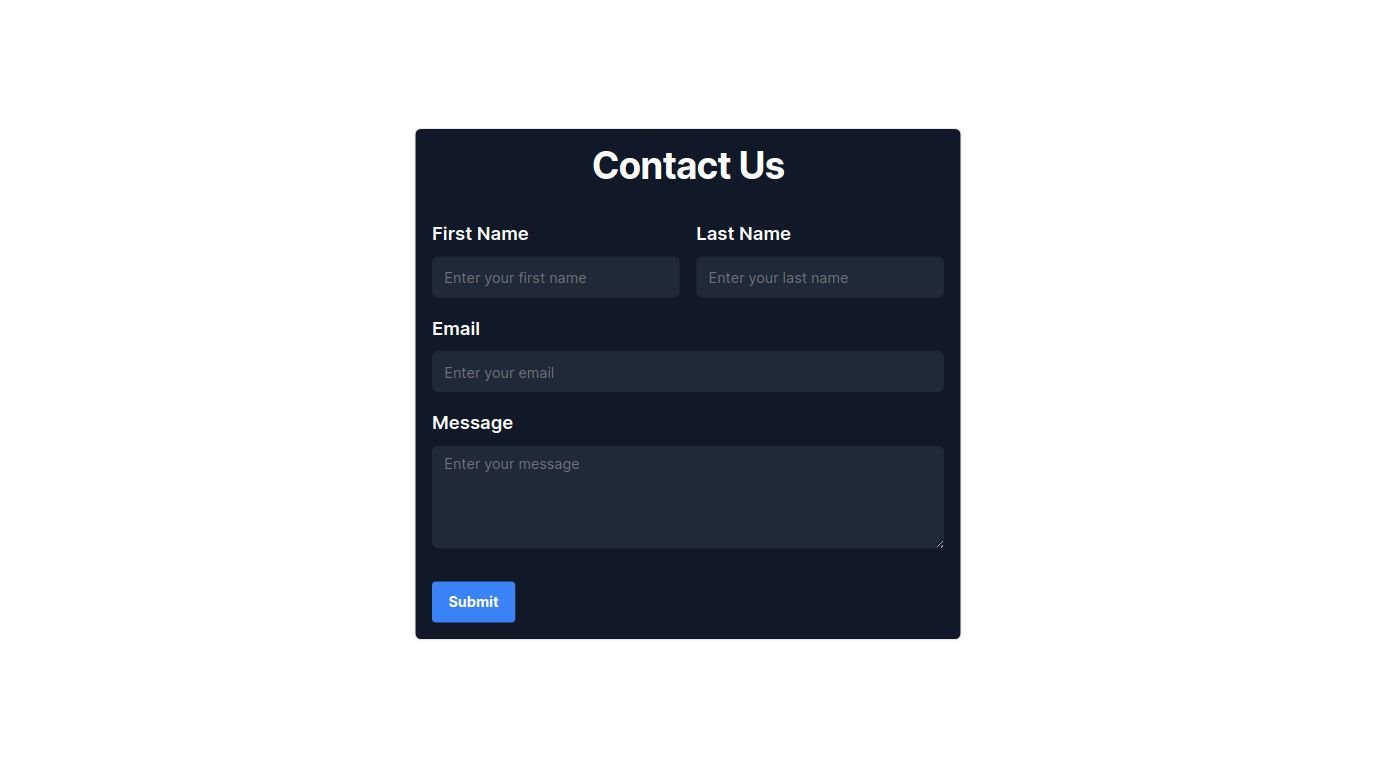 Contact Us
First Name Last Name
Enter your first name Enter your last name
Email
Enter your email
Message
Enter your message
Submit